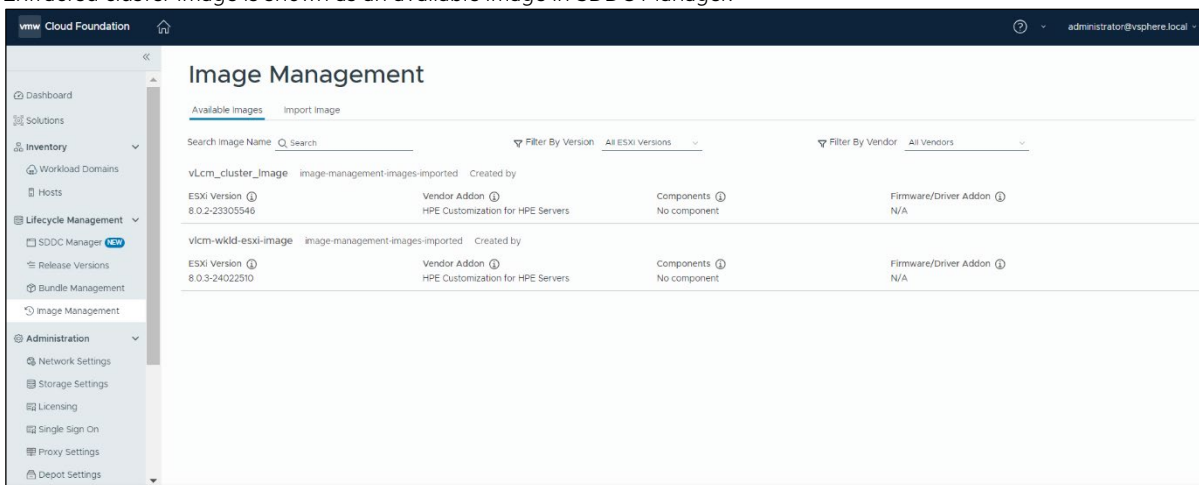 Extracted cluster image is shown as an available image in SDDC Manager.
vmw Cloud Foundation
administrator@vsphere.local
Dashboard
Solutions
Inventory
Workload Domains
Hosts
Lifecycle Management
SDDC Manager NEW
Release Versions
Bundle Management
Image Management
Administration
Network Settings
Storage Settings
Licensing
Single Sign On
Proxy Settings
Depot Settings
Image Management
Available Images Import Image
Search Image Name Search Filter By Version All ESXi Versions Filter By Vendor All Vendors
vLcm_cluster_image image-management-images-imported Created by
ESXi Version Vendor Addon Components Firmware/Driver Addon
8.0.2-23305546 HPE Customization for HPE Servers No component N/A
vlcm-wkld-esxi-image image-management-images-imported Created by
ESXi Version Vendor Addon Components Firmware/Driver Addon
8.0.3-24022510 HPE Customization for HPE Servers No component N/A